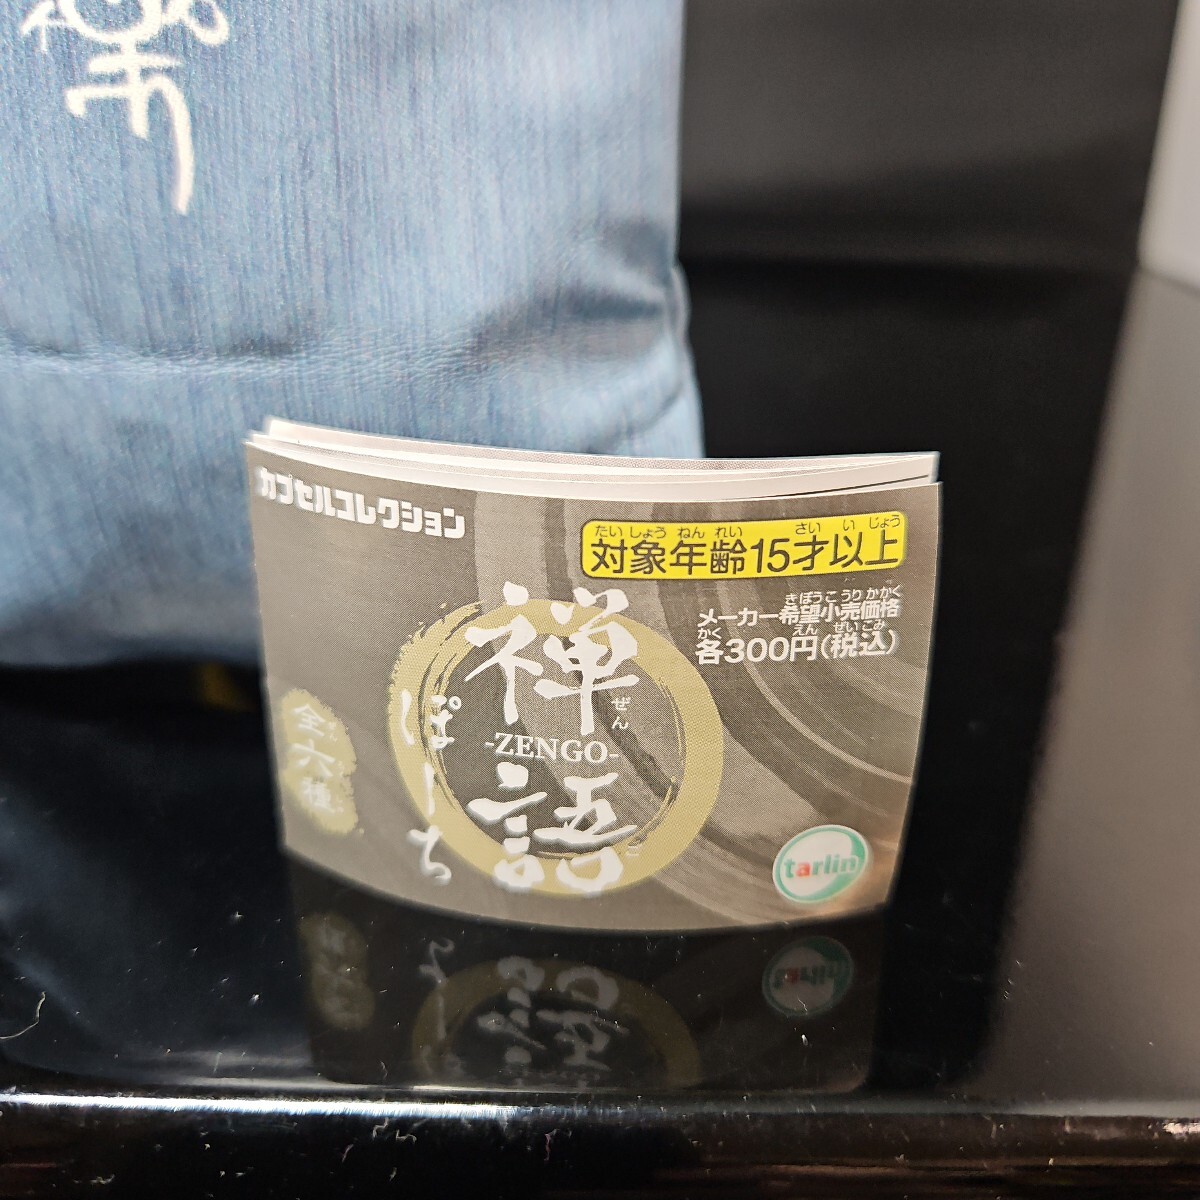 カプセルコレクション
たいしょうねんれい さいいじょう
対象年齢15才以上
きぼうこうりかかく
メーカー希望小売価格
かく えん ぜいこみ
各300円(税込)
禅
ぜん
-ZENGO-
語
ご
ぽーち
全六種
tarlin